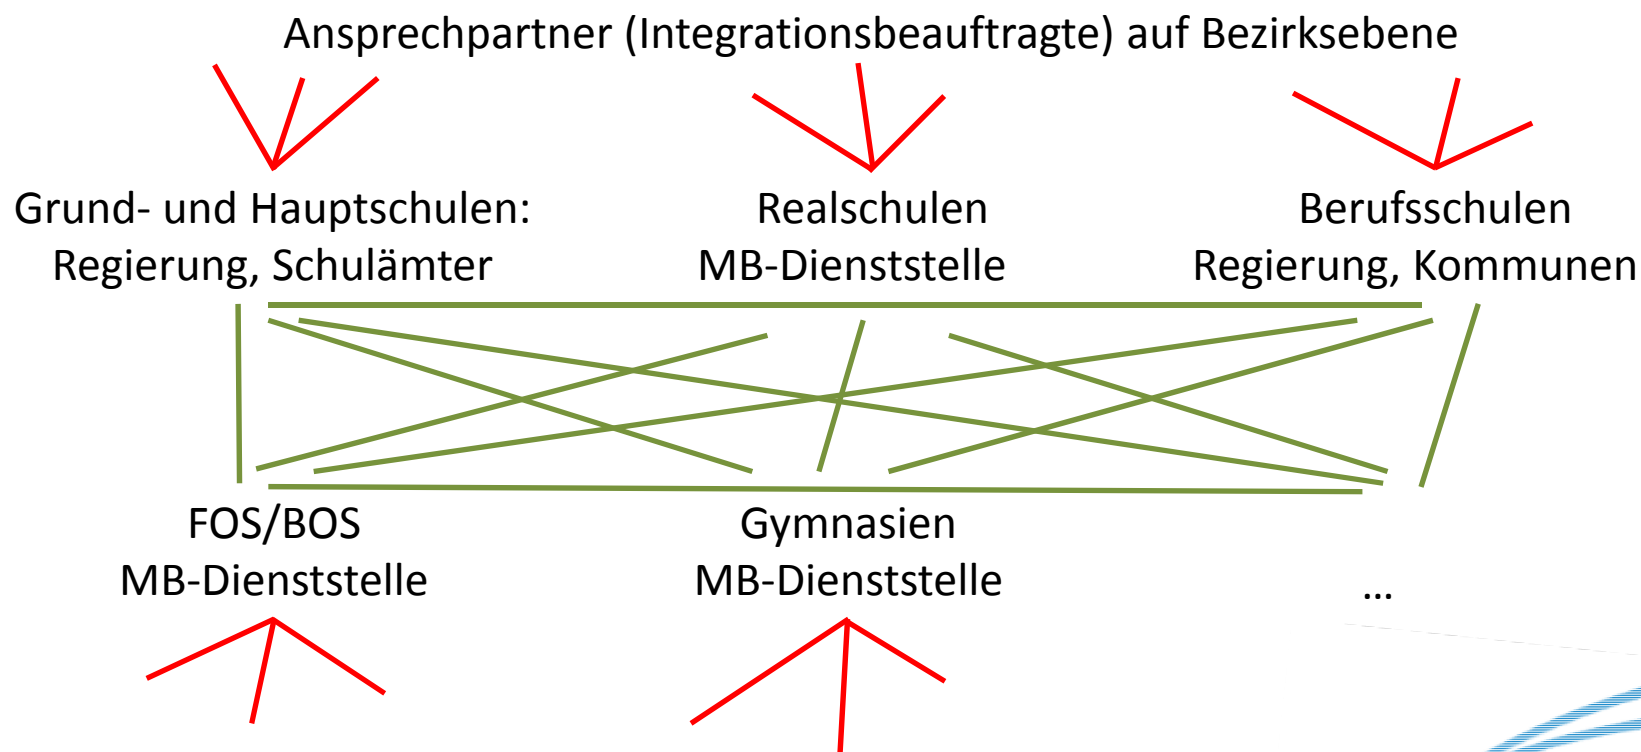 Ansprechpartner (Integrationsbeauftragte) auf Bezirksebene
Grund- und Hauptschulen:
Regierung, Schulämter
Realschulen
MB-Dienststelle
Berufsschulen
Regierung, Kommunen
FOS/BOS
MB-Dienststelle
Gymnasien
MB-Dienststelle
...